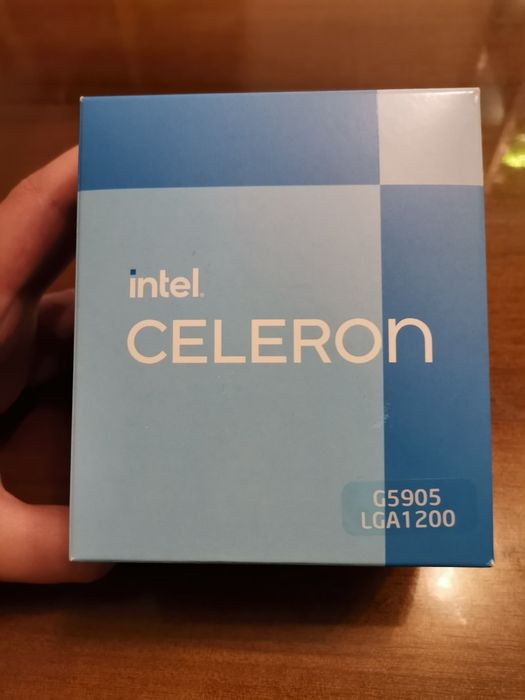 intel.
CELERON
G5905
LGA1200